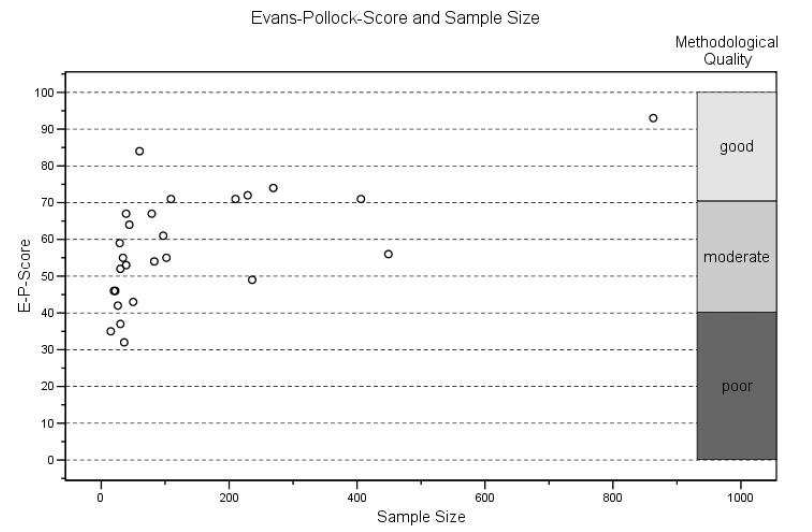 Evans-Pollock-Score and Sample Size
Methodological
Quality
100
90
80
70
60
50
40
30
20
10
0
E-P-Score
good
moderate
poor
0 200 400 600 800 1000
Sample Size